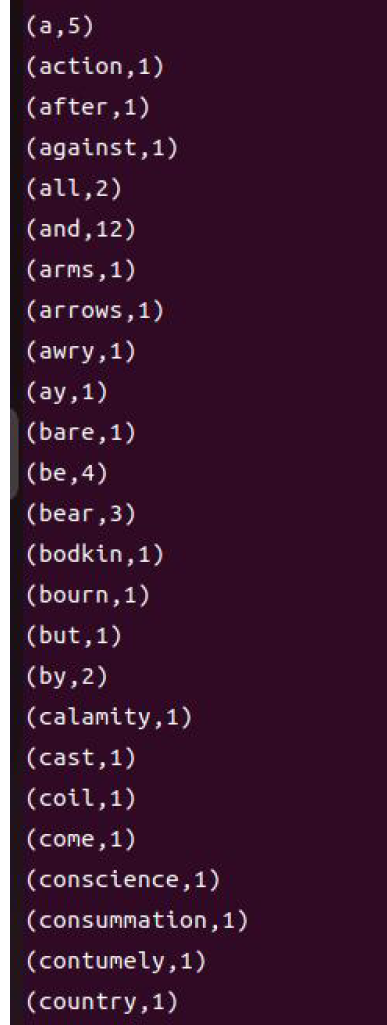 (a,5)
(action,1)
(after,1)
(against,1)
(all,2)
(and,12)
(arms,1)
(arrows,1)
(awry,1)
(ay,1)
(bare,1)
(be,4)
(bear,3)
(bodkin,1)
(bourn,1)
(but,1)
(by,2)
(calamity,1)
(cast,1)
(coil,1)
(come,1)
(conscience,1)
(consummation,1)
(contumely,1)
(country,1)